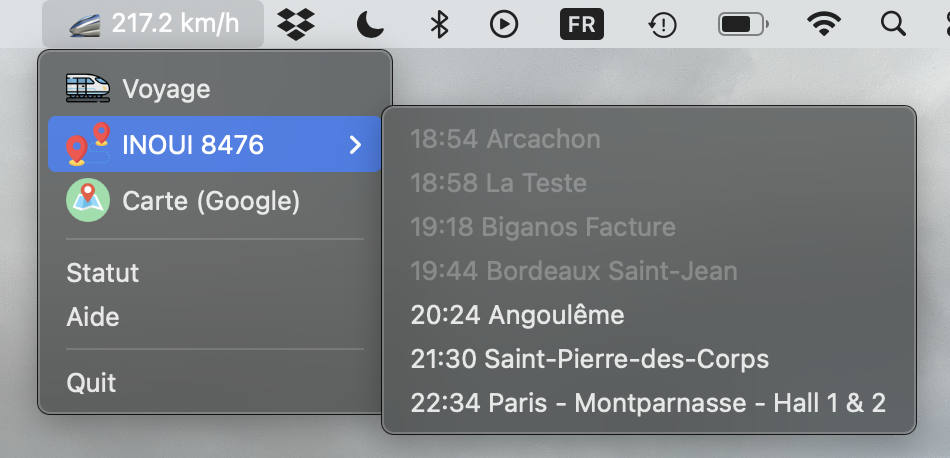 217.2 km/h
FR
Voyage
INOUI 8476
Carte (Google)
Statut
Aide
Quit
18:54 Arcachon
18:58 La Teste
19:18 Biganos Facture
19:44 Bordeaux Saint-Jean
20:24 Angoulême
21:30 Saint-Pierre-des-Corps
22:34 Paris - Montparnasse - Hall 1 & 2